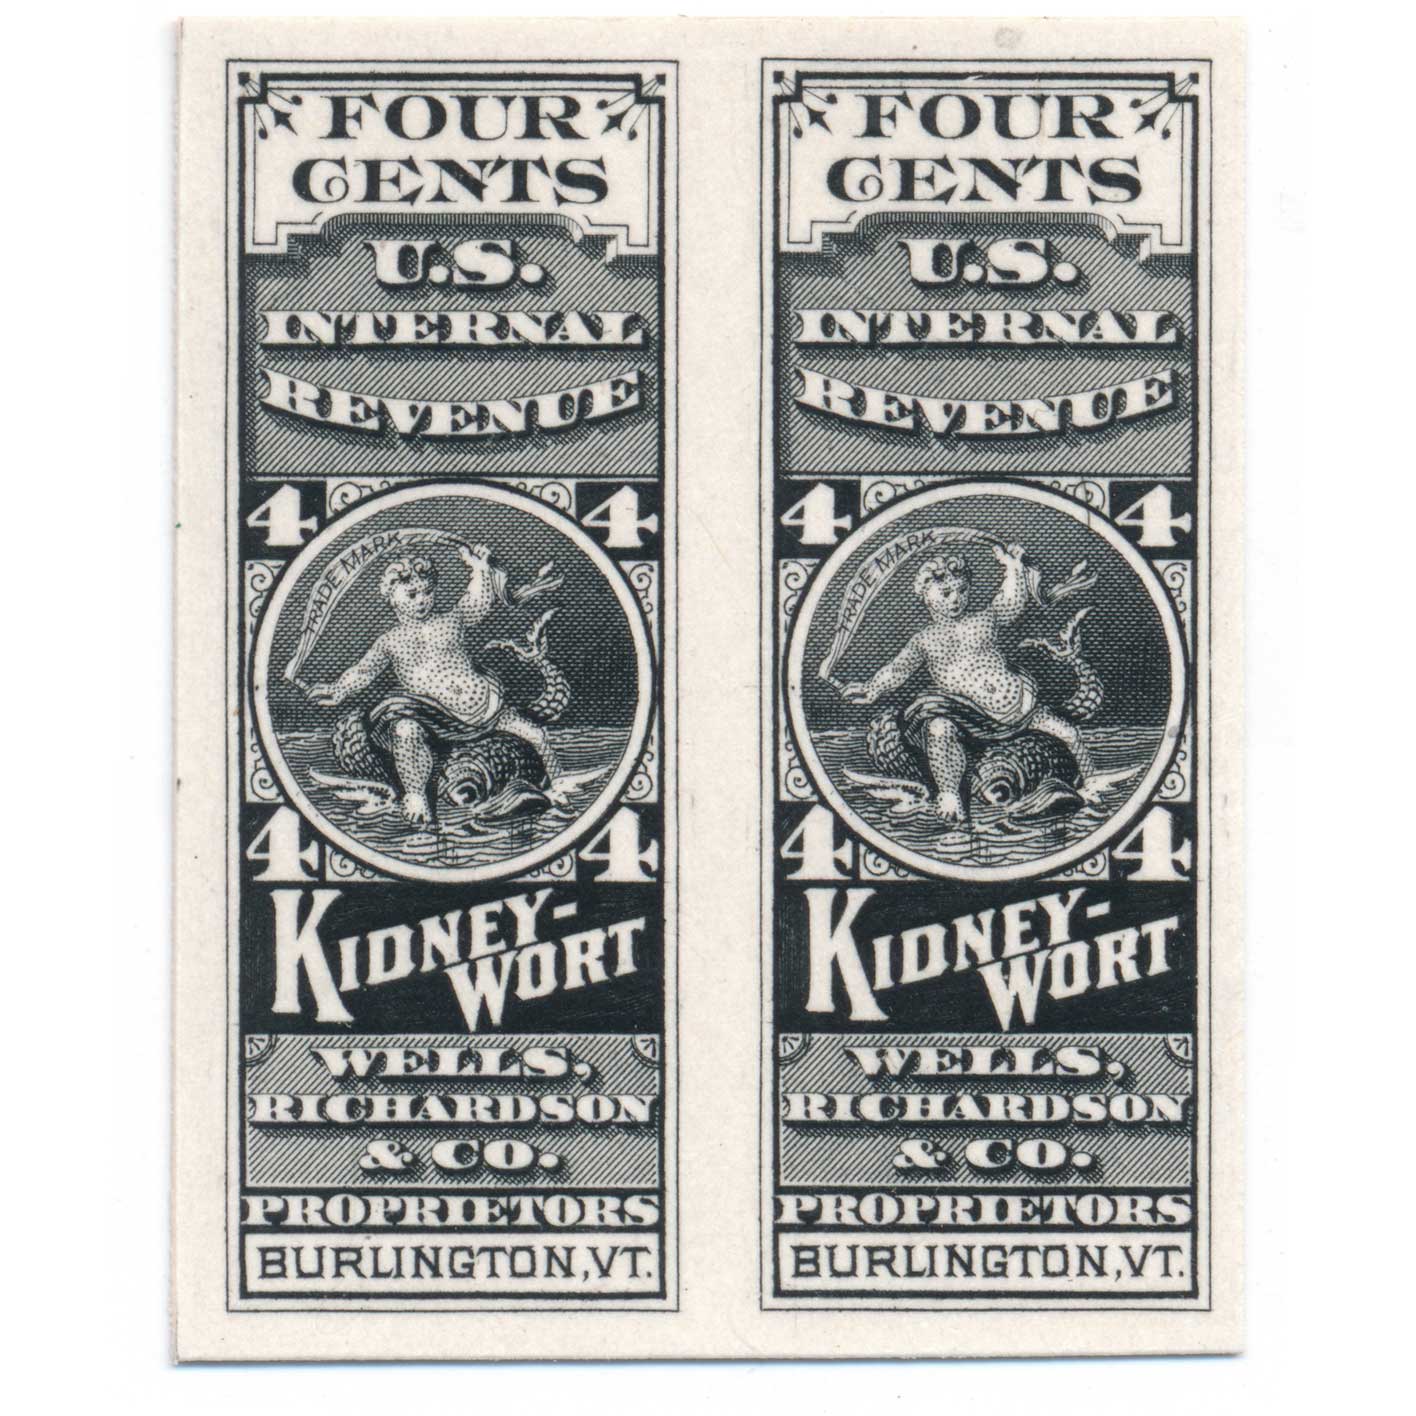 FOUR
CENTS
U.S.
INTERNAL
REVENUE
4 4
TRADE MARK
4 4
KIDNEY-
WORT
WELLS,
RICHARDSON
& CO.
PROPRIETORS
BURLINGTON, VT.
FOUR
CENTS
U.S.
INTERNAL
REVENUE
4 4
TRADE MARK
4 4
KIDNEY-
WORT
WELLS,
RICHARDSON
& CO.
PROPRIETORS
BURLINGTON, VT.